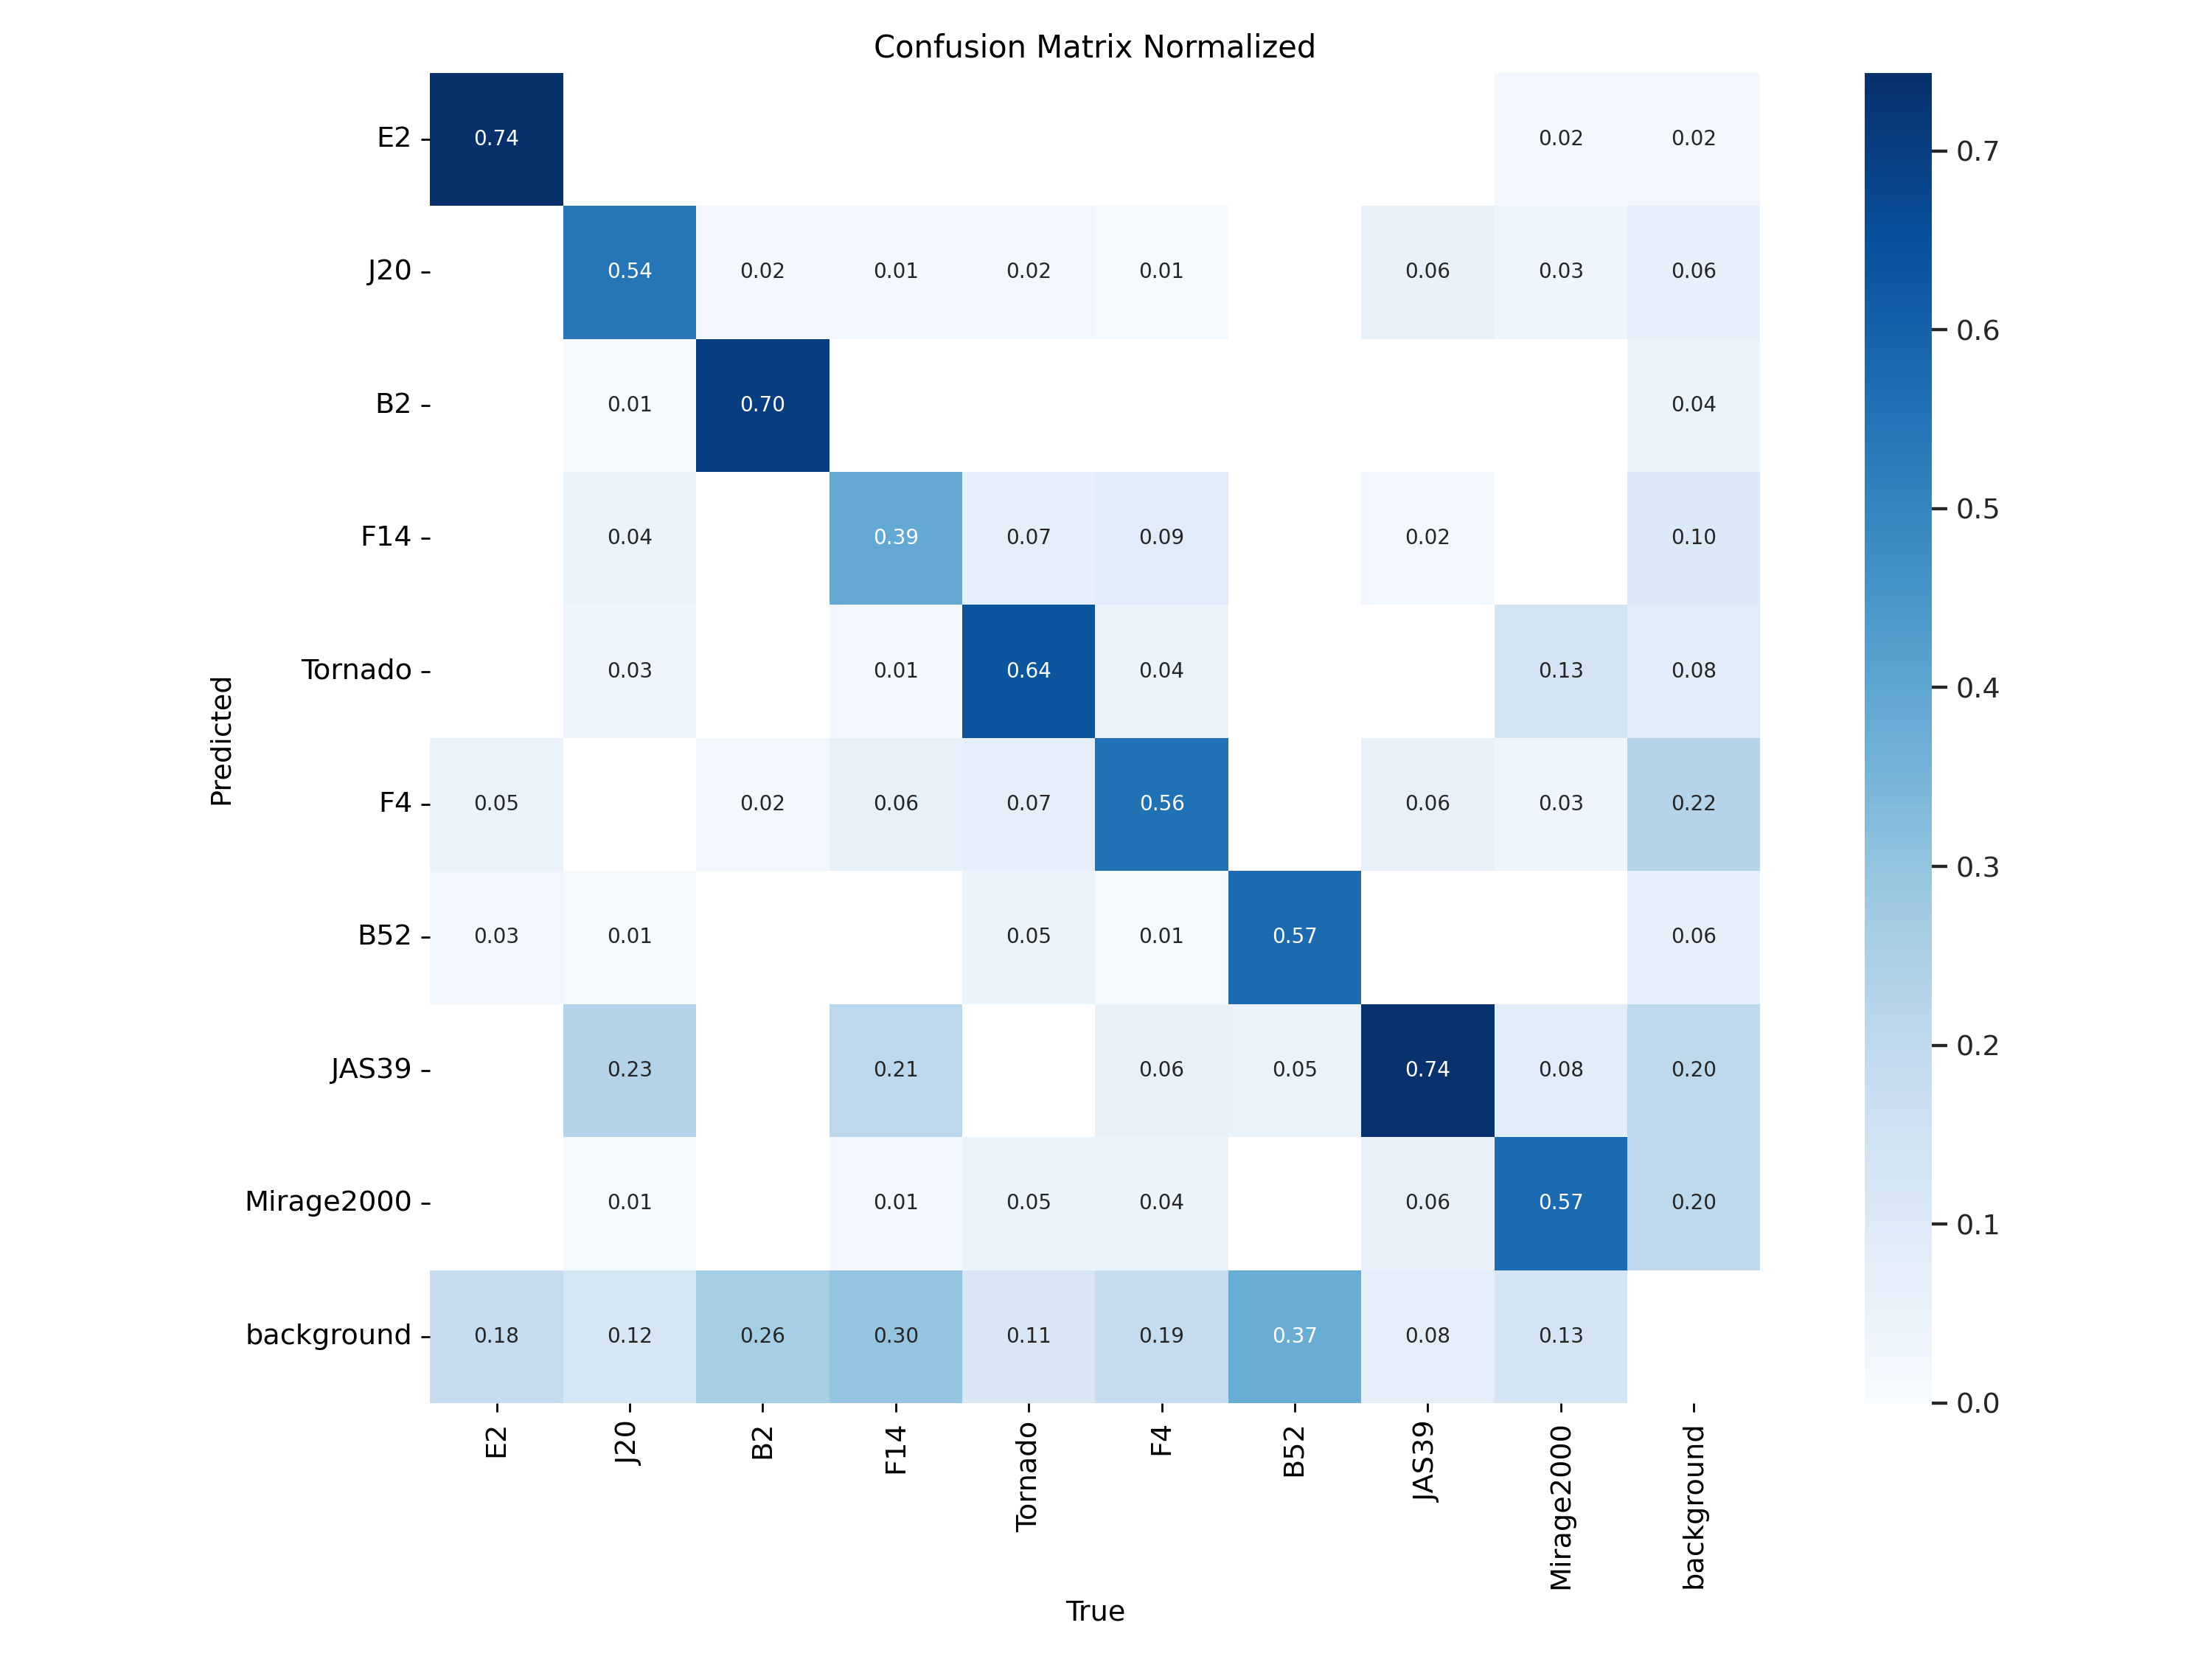 Confusion Matrix Normalized
E2 0.74 0.02 0.02
J20 0.54 0.02 0.01 0.02 0.01 0.06 0.03 0.06
B2 0.01 0.70 0.04
F14 0.04 0.39 0.07 0.09 0.02 0.10
Tornado 0.03 0.01 0.64 0.04 0.13 0.08
F4 0.05 0.02 0.06 0.07 0.56 0.06 0.03 0.22
B52 0.03 0.01 0.05 0.01 0.57 0.06
JAS39 0.23 0.21 0.06 0.05 0.74 0.08 0.20
Mirage2000 0.01 0.01 0.05 0.04 0.06 0.57 0.20
background 0.18 0.12 0.26 0.30 0.11 0.19 0.37 0.08 0.13
Predicted
E2 J20 B2 F14 Tornado F4 B52 JAS39 Mirage2000 background
True
0.7
0.6
0.5
0.4
0.3
0.2
0.1
0.0